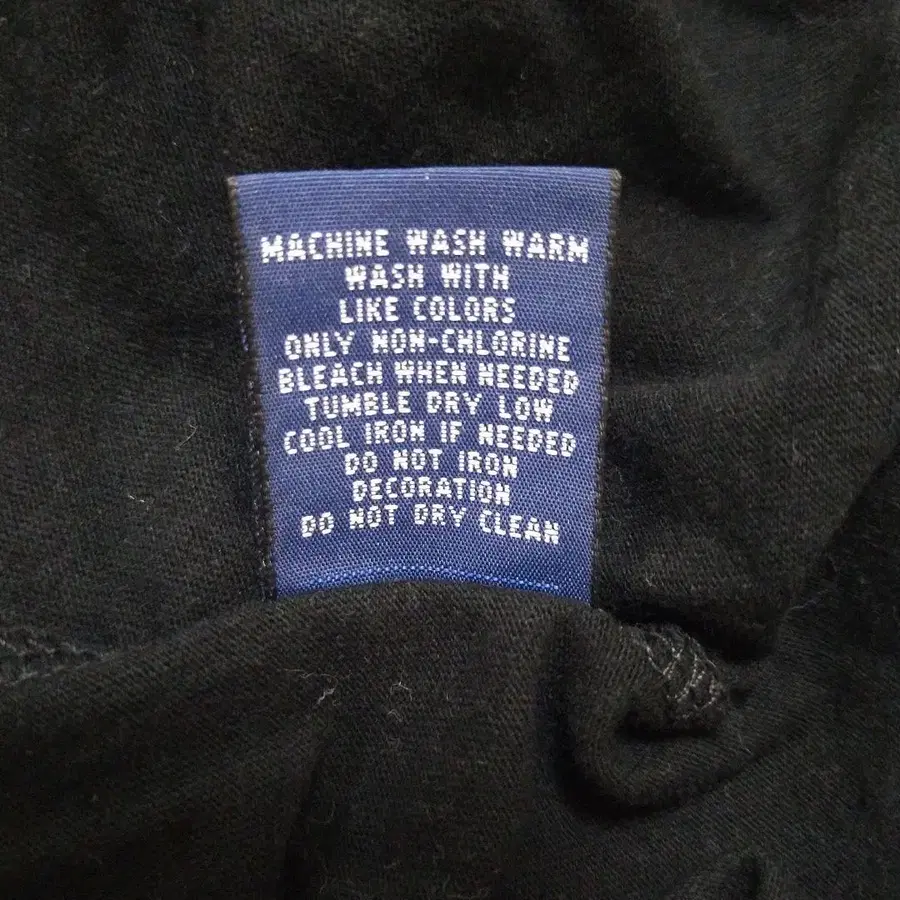 MACHINE WASH WARM
WASH WITH
LIKE COLORS
ONLY NON-CHLORINE
BLEACH WHEN NEEDED
TUMBLE DRY LOW
COOL IRON IF NEEDED
DO NOT IRON
DECORATION
DO NOT DRY CLEAN